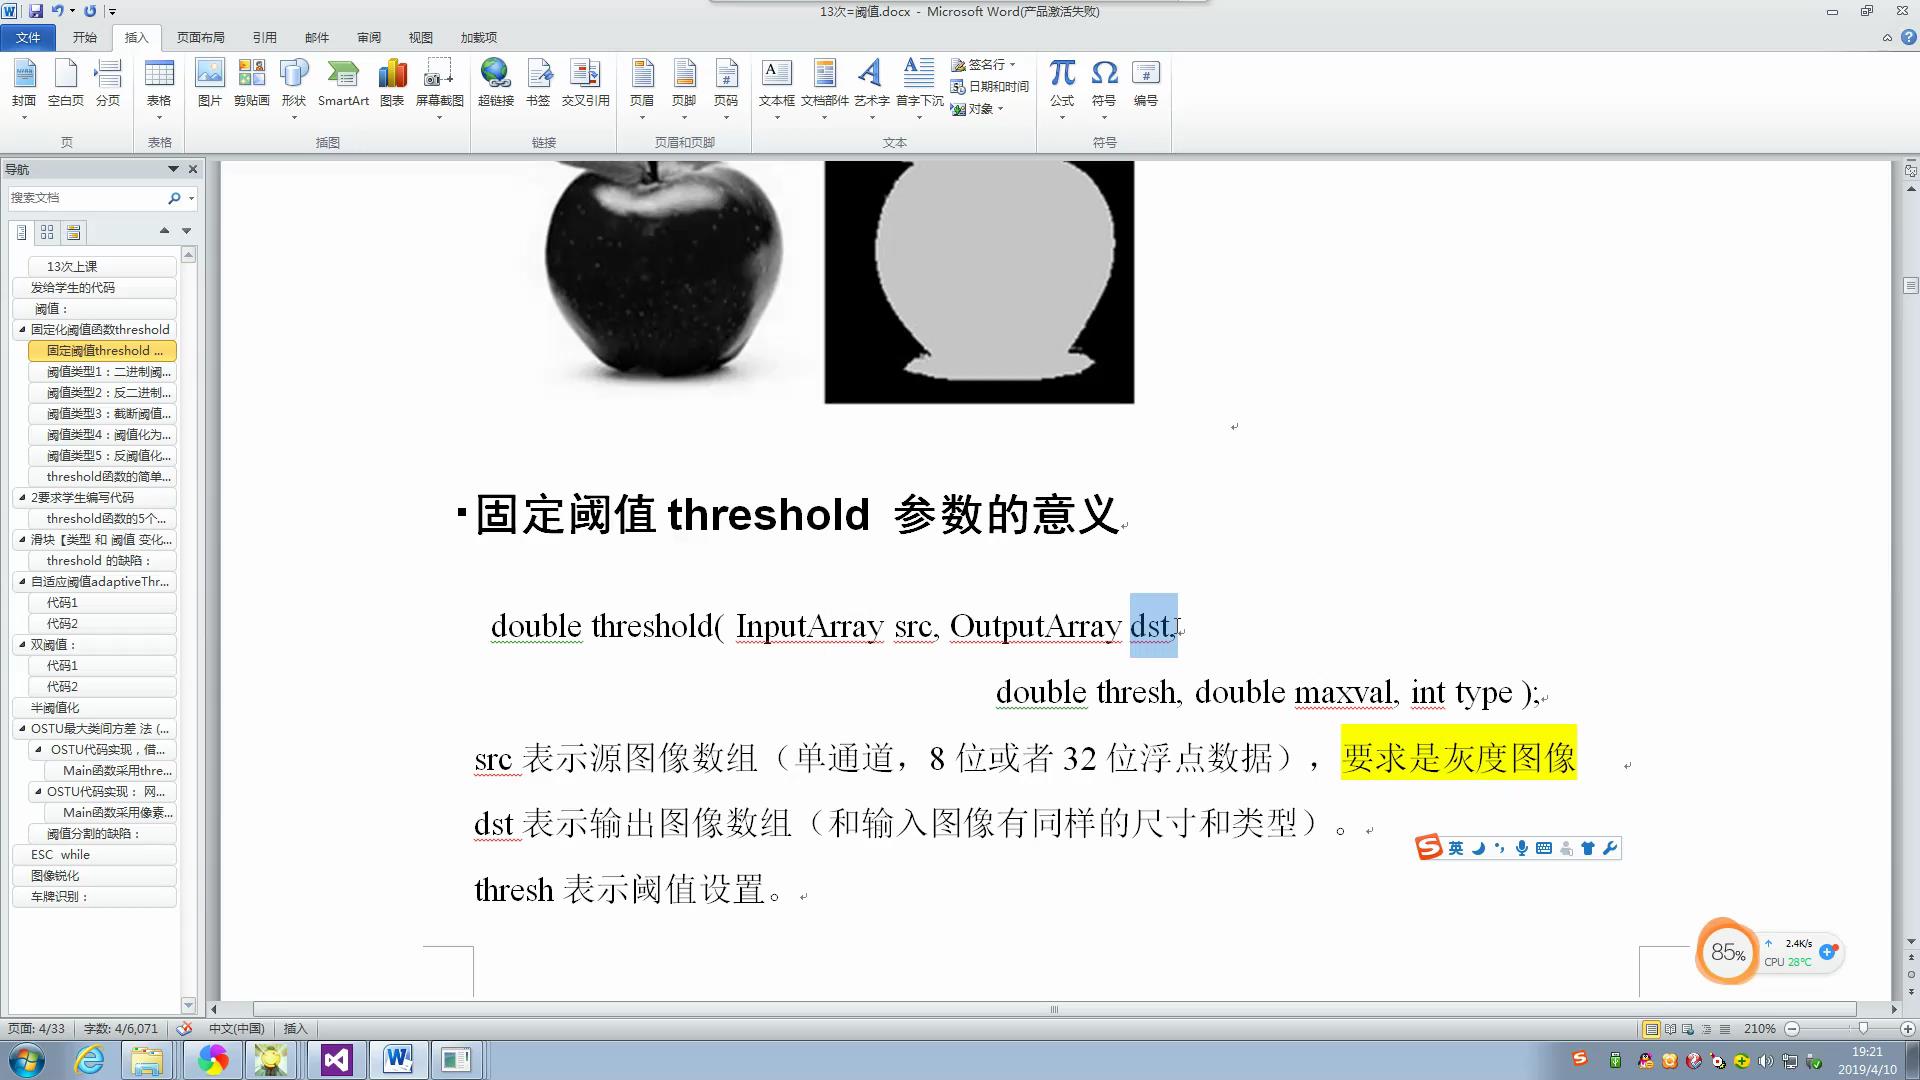 13次=阈值.docx - Microsoft Word(产品激活失败)
文件 开始 插入 页面布局 引用 邮件 审阅 视图 加载项
封面 空白页 分页 表格 图片 剪贴画 形状 SmartArt 图表 屏幕截图 超链接 书签 交叉引用 页眉 页脚 页码 文本框 文档部件 艺术字 首字下沉 签名行 日期和时间 对象 公式 符号 编号
页 表格 插图 链接 页眉和页脚 文本 符号
导航
搜索文档
13次上课
发给学生的代码
阈值：
固定化阈值函数threshold
固定阈值threshold ...
阈值类型1：二进制阈...
阈值类型2：反二进制...
阈值类型3：截断阈值...
阈值类型4：阈值化为...
阈值类型5：反阈值化...
threshold函数的简单...
2要求学生编写代码
threshold函数的5个...
滑块【类型 和 阈值 变化...
threshold 的缺陷：
自适应阈值adaptiveThr...
代码1
代码2
双阈值：
代码1
代码2
半阈值化
OSTU最大类间方差 法 (...
OSTU代码实现，借...
Main函数采用thre...
OSTU代码实现： 网...
Main函数采用像素...
阈值分割的缺陷：
ESC while
图像锐化
车牌识别：
固定阈值 threshold 参数的意义
double threshold( InputArray src, OutputArray dst,
double thresh, double maxval, int type );
src 表示源图像数组（单通道，8 位或者 32 位浮点数据），要求是灰度图像
dst 表示输出图像数组（和输入图像有同样的尺寸和类型）。
thresh 表示阈值设置。
英
85%
2.4K/s
CPU 28℃
页面: 4/33 字数: 4/6,071 中文(中国) 插入 210%
19:21
2019/4/10